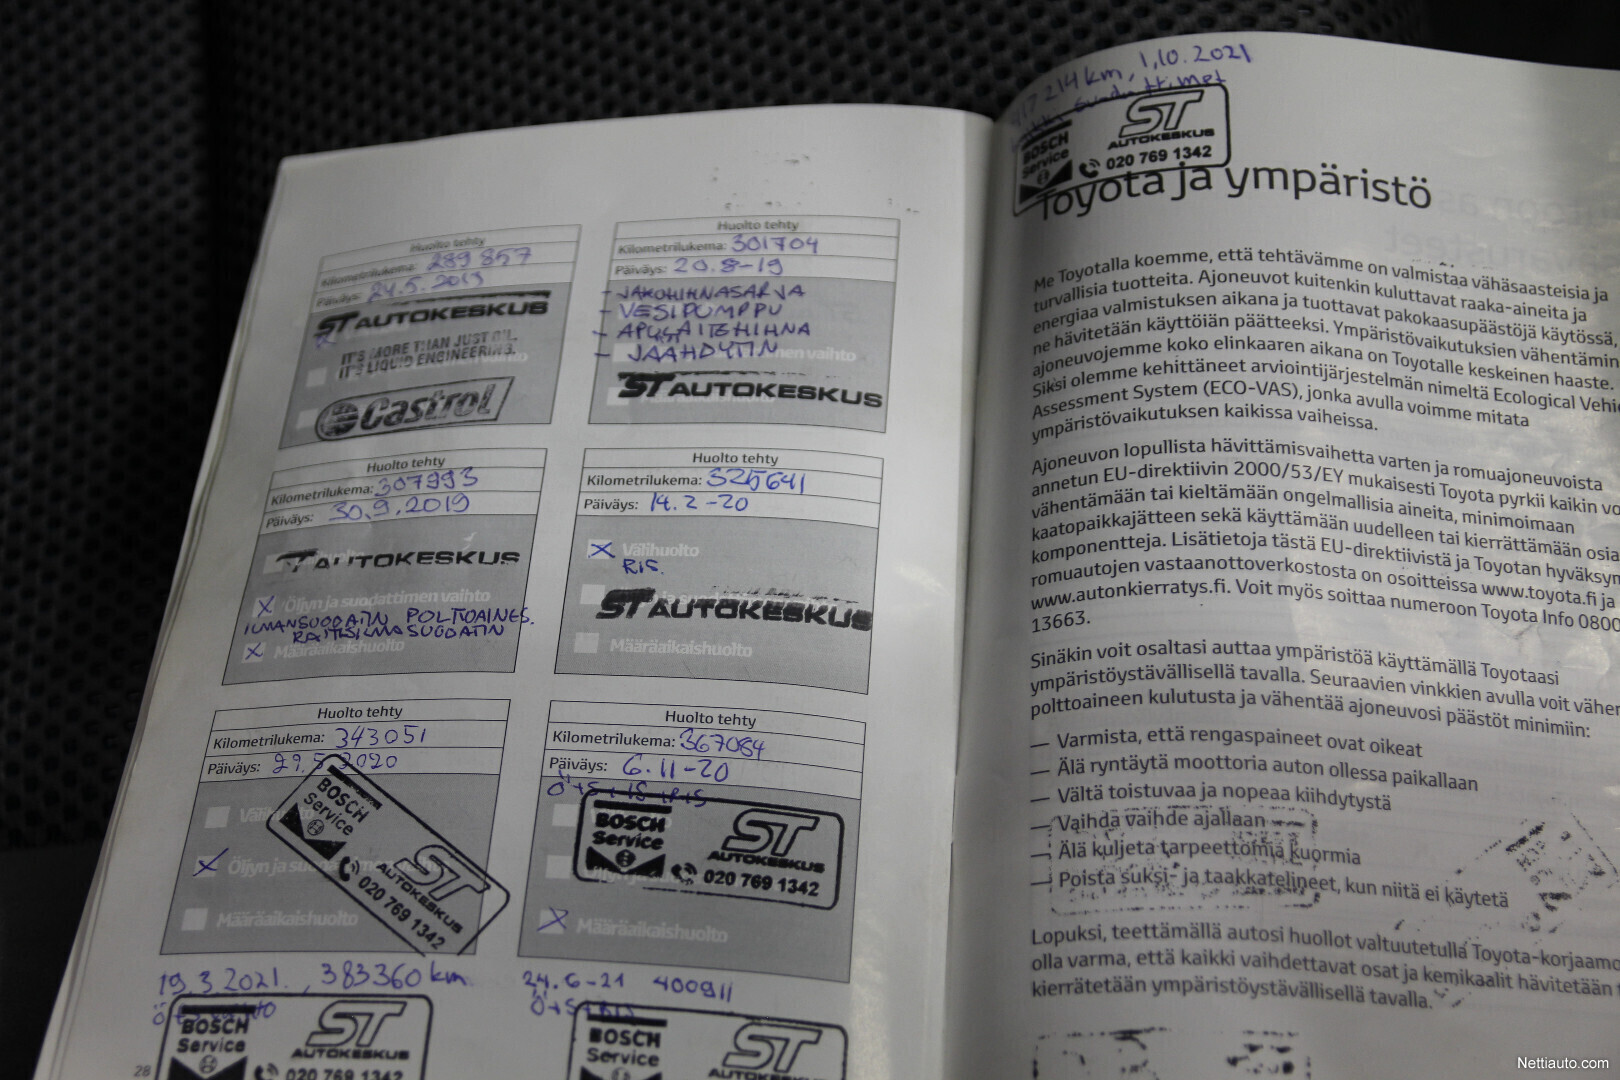 Huolto tehty
Kilometrilukema: 289857
Päiväys: 24.5.2019
ST AUTOKESKUS
IT'S MORE THAN JUST OIL.
IT'S LIQUID ENGINEERING.
Castrol
Huolto tehty
Kilometrilukema: 301704
Päiväys: 20.8-19
- JAKOHIHNASARJA
- VESIPUMPPU
- APULAITEHIHNA
- JÄÄHDYTIN
ST AUTOKESKUS
Huolto tehty
Kilometrilukema: 307993
Päiväys: 30.9.2019
ST AUTOKESKUS
X Öljyn ja suodattimen vaihto
ILMANSUODATIN POLTTOAINES.
RAITISILMASUODATIN
X Määräaikaishuolto
Huolto tehty
Kilometrilukema: 325641
Päiväys: 14.2-20
X Välihuolto
RIS.
ST AUTOKESKUS
Määräaikaishuolto
Huolto tehty
Kilometrilukema: 343051
Päiväys: 29.5.2020
X Öljyn ja
Määräaikaishuolto
BOSCH
Service
ST
AUTOKESKUS
020 769 1342
Huolto tehty
Kilometrilukema: 367084
Päiväys: 6.11-20
BOSCH
Service
ST
AUTOKESKUS
020 769 1342
X Määräaikaishuolto
19.3.2021., 383360 km
BOSCH
Service
ST
AUTOKESKUS
020 769 1342
24.6-21 400911
BOSCH
Service
ST
AUTOKESKUS
28
214 km, 1,10.2021
BOSCH
Service
ST
AUTOKESKUS
020 769 1342
Toyota ja ympäristö
Me Toyotalla koemme, että tehtävämme on valmistaa vähäsaasteisia ja
turvallisia tuotteita. Ajoneuvot kuitenkin kuluttavat raaka-aineita ja
energiaa valmistuksen aikana ja tuottavat pakokaasupäästöjä käytössä,
ne hävitetään käyttöiän päätteeksi. Ympäristövaikutuksien vähentämin
ajoneuvojemme koko elinkaaren aikana on Toyotalle keskeinen haaste.
Siksi olemme kehittäneet arviointijärjestelmän nimeltä Ecological Vehic
Assessment System (ECO-VAS), jonka avulla voimme mitata
ympäristövaikutuksen kaikissa vaiheissa.
Ajoneuvon lopullista hävittämisvaihetta varten ja romuajoneuvoista
annetun EU-direktiivin 2000/53/EY mukaisesti Toyota pyrkii kaikin vo
vähentämään tai kieltämään ongelmallisia aineita, minimoimaan
kaatopaikkajätteen sekä käyttämään uudelleen tai kierrättämään osia
komponentteja. Lisätietoja tästä EU-direktiivistä ja Toyotan hyväksym
romuautojen vastaanottoverkostosta on osoitteissa www.toyota.fi ja
www.autonkierratys.fi. Voit myös soittaa numeroon Toyota Info 0800
13663.
Sinäkin voit osaltasi auttaa ympäristöä käyttämällä Toyotaasi
ympäristöystävällisellä tavalla. Seuraavien vinkkien avulla voit vähen
polttoaineen kulutusta ja vähentää ajoneuvosi päästöt minimiin:
— Varmista, että rengaspaineet ovat oikeat
— Älä ryntäytä moottoria auton ollessa paikallaan
— Vältä toistuvaa ja nopeaa kiihdytystä
— Vaihda vaihde ajallaan
— Älä kuljeta tarpeettomia kuormia
— Poista suksi- ja taakkatelineet, kun niitä ei käytetä
Lopuksi, teettämällä autosi huollot valtuutetulla Toyota-korjaamo
olla varma, että kaikki vaihdettavat osat ja kemikaalit hävitetään t
kierrätetään ympäristöystävällisellä tavalla.
Nettiauto.com